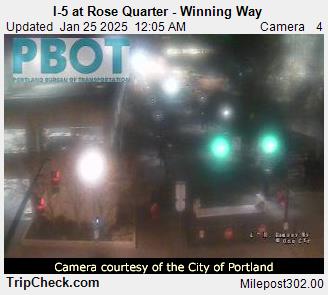 I-5 at Rose Quarter - Winning Way
Updated Jan 25 2025 12:05 AM Camera 4
PBOT
PORTLAND BUREAU OF TRANSPORTATION
Camera courtesy of the City of Portland
TripCheck.com Milepost302.00